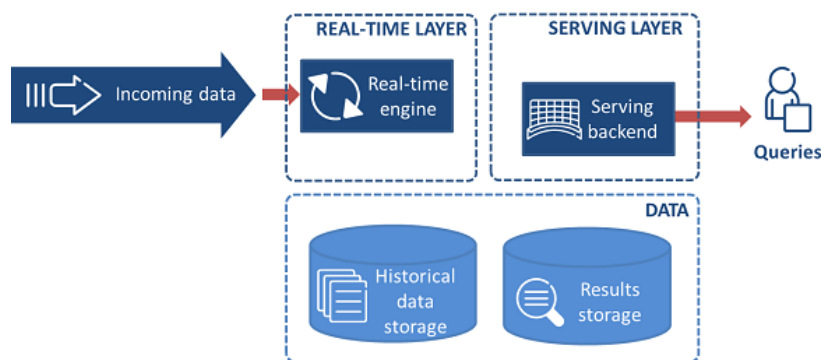 REAL-TIME LAYER
SERVING LAYER
Incoming data
Real-time
engine
Serving
backend
Queries
DATA
Historical
data
storage
Results
storage